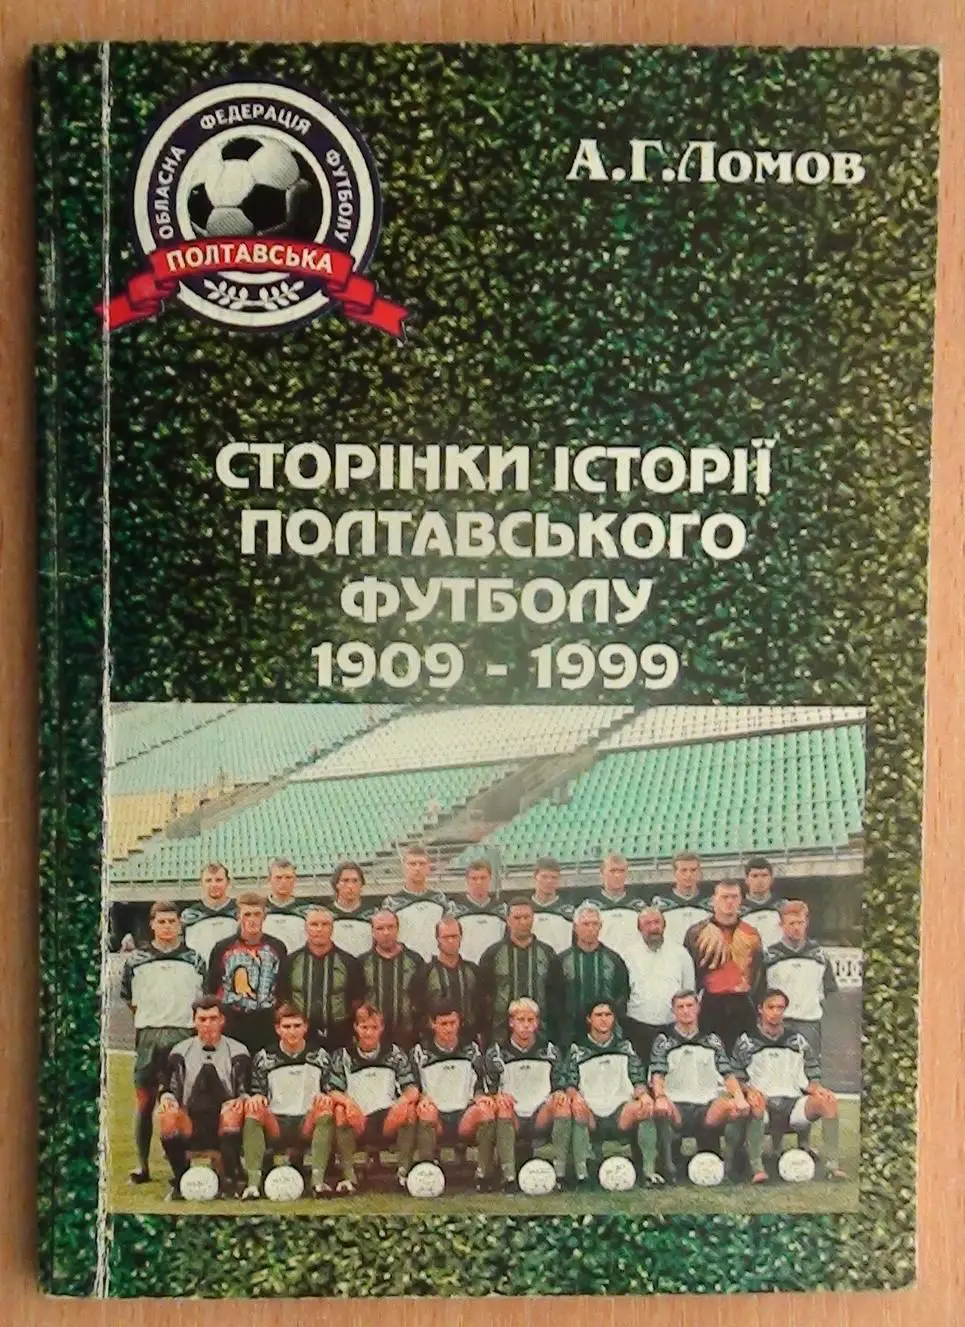 ОБЛАСНА ФЕДЕРАЦІЯ ФУТБОЛУ
ПОЛТАВСЬКА
А.Г.Ломов
СТОРІНКИ ІСТОРІЇ
ПОЛТАВСЬКОГО
ФУТБОЛУ
1909 - 1999